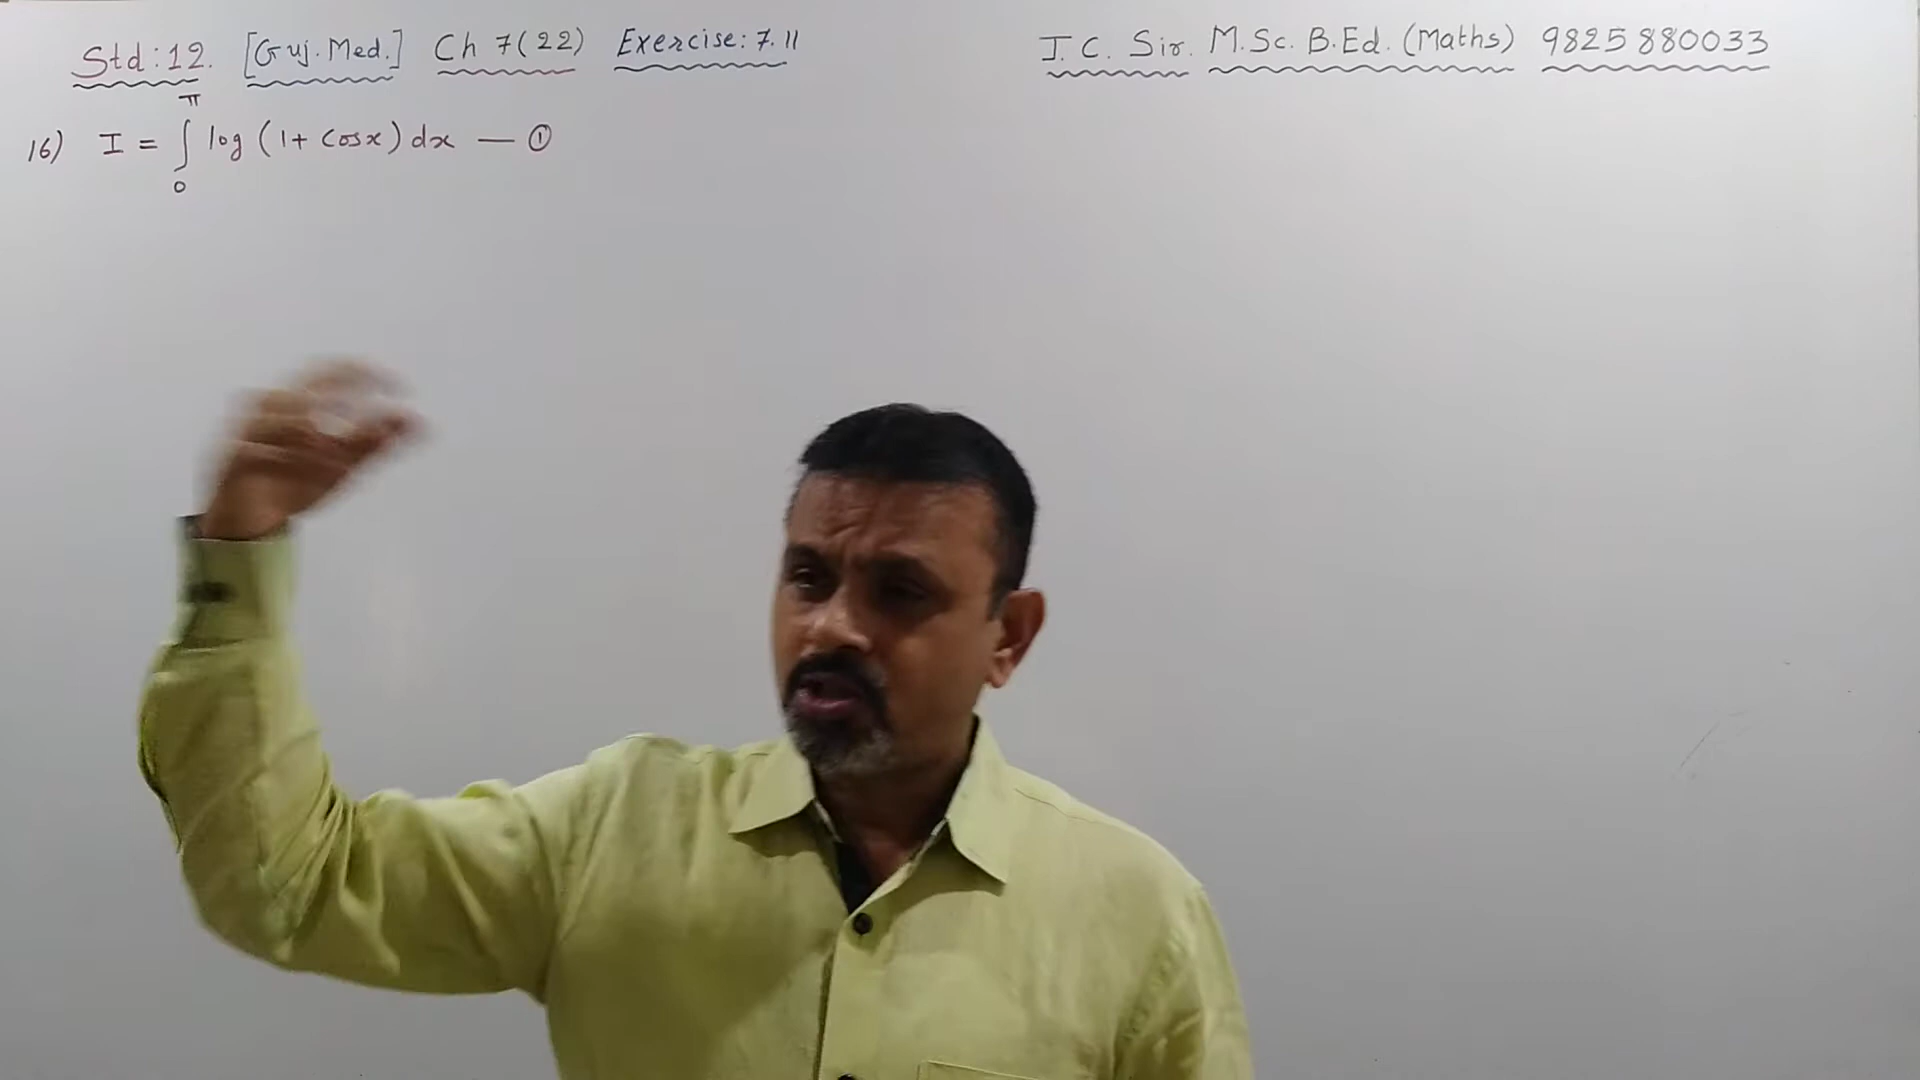 Std:12. [Guj. Med.] Ch 7(22) Exercise: 7.11 J. C. Sir. M.Sc. B.Ed. (Maths) 9825880033
16) I = ∫₀^π log (1+ cosx) dx — ①